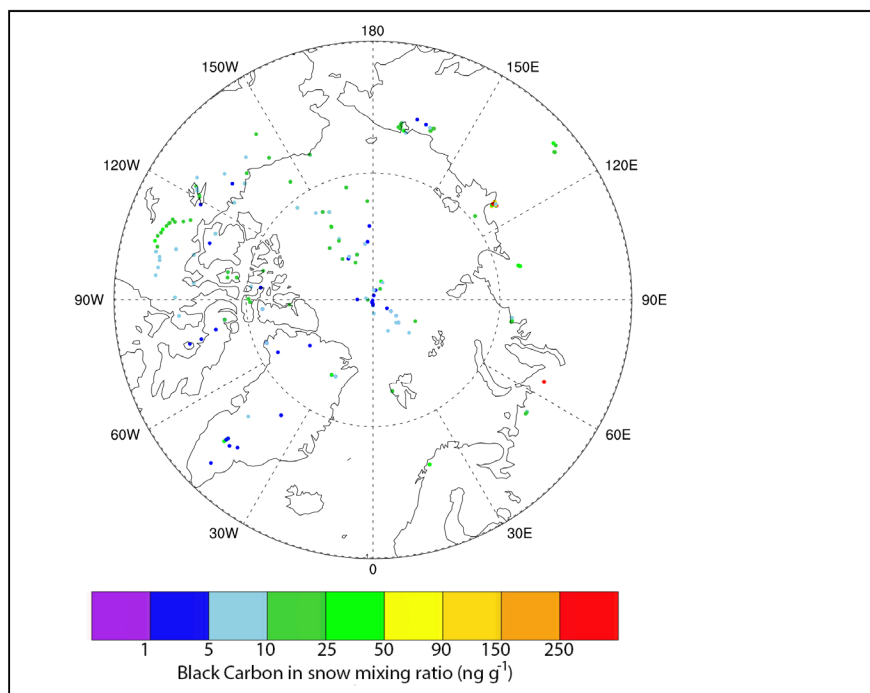 180
150W
150E
120W
120E
90W
90E
60W
60E
30W
30E
0
1 5 10 25 50 90 150 250
Black Carbon in snow mixing ratio (ng g⁻¹)